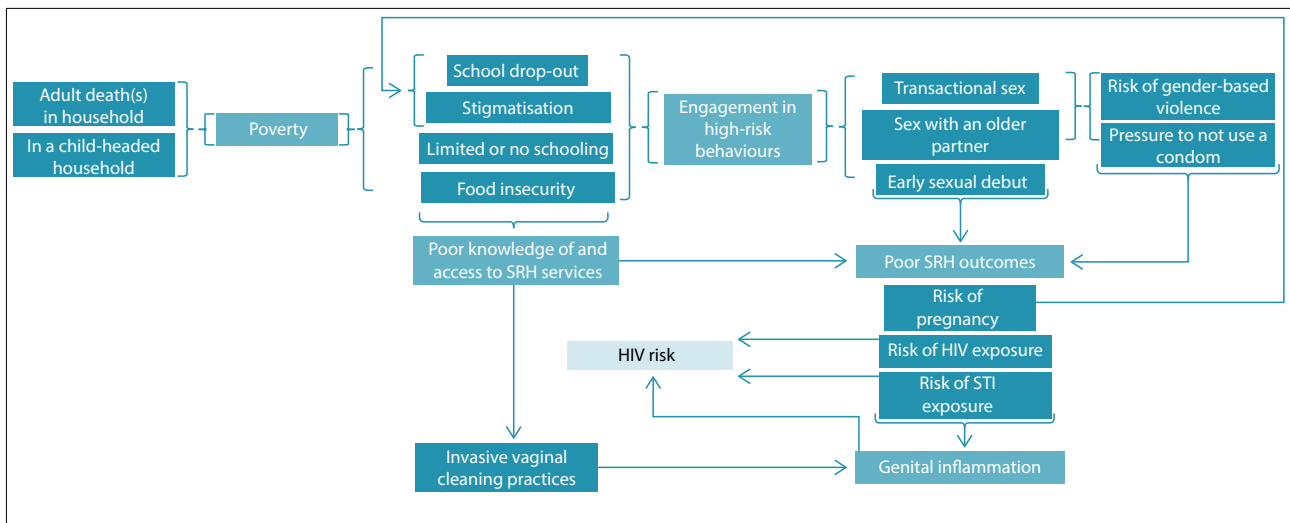 Adult death(s)
in household
In a child-headed
household
Poverty
School drop-out
Stigmatisation
Limited or no schooling
Food insecurity
Engagement in
high-risk
behaviours
Transactional sex
Sex with an older
partner
Early sexual debut
Risk of gender-based
violence
Pressure to not use a
condom
Poor knowledge of and
access to SRH services
Poor SRH outcomes
Risk of
pregnancy
Risk of HIV exposure
Risk of STI
exposure
HIV risk
Invasive vaginal
cleaning practices
Genital inflammation